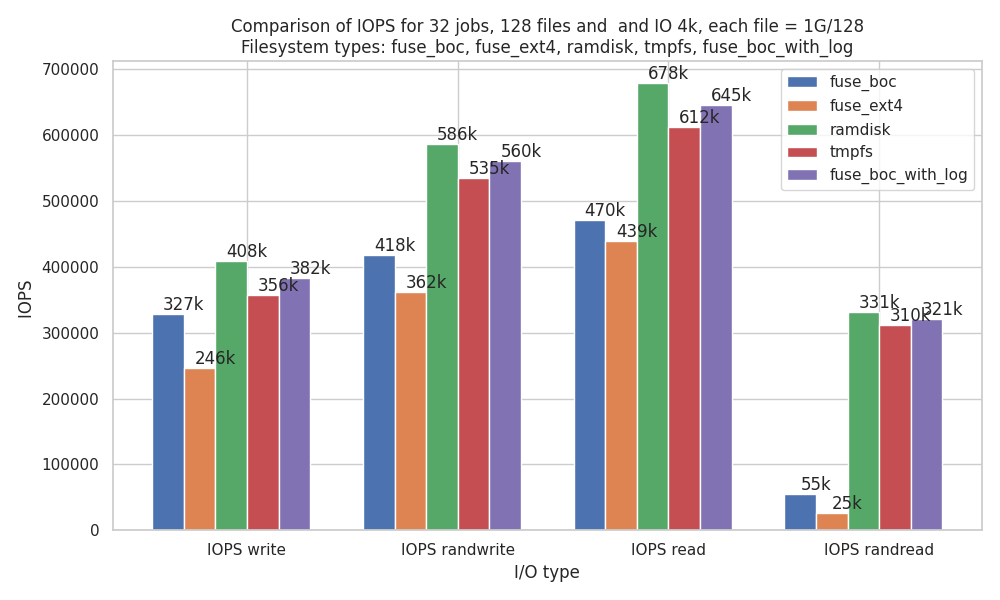 Comparison of IOPS for 32 jobs, 128 files and  and IO 4k, each file = 1G/128
Filesystem types: fuse_boc, fuse_ext4, ramdisk, tmpfs, fuse_boc_with_log
700000
600000
500000
400000
300000
200000
100000
0
IOPS
327k
246k
408k
356k
382k
418k
362k
586k
535k
560k
470k
439k
678k
612k
645k
55k
25k
331k
310k
321k
fuse_boc
fuse_ext4
ramdisk
tmpfs
fuse_boc_with_log
IOPS write
IOPS randwrite
IOPS read
IOPS randread
I/O type